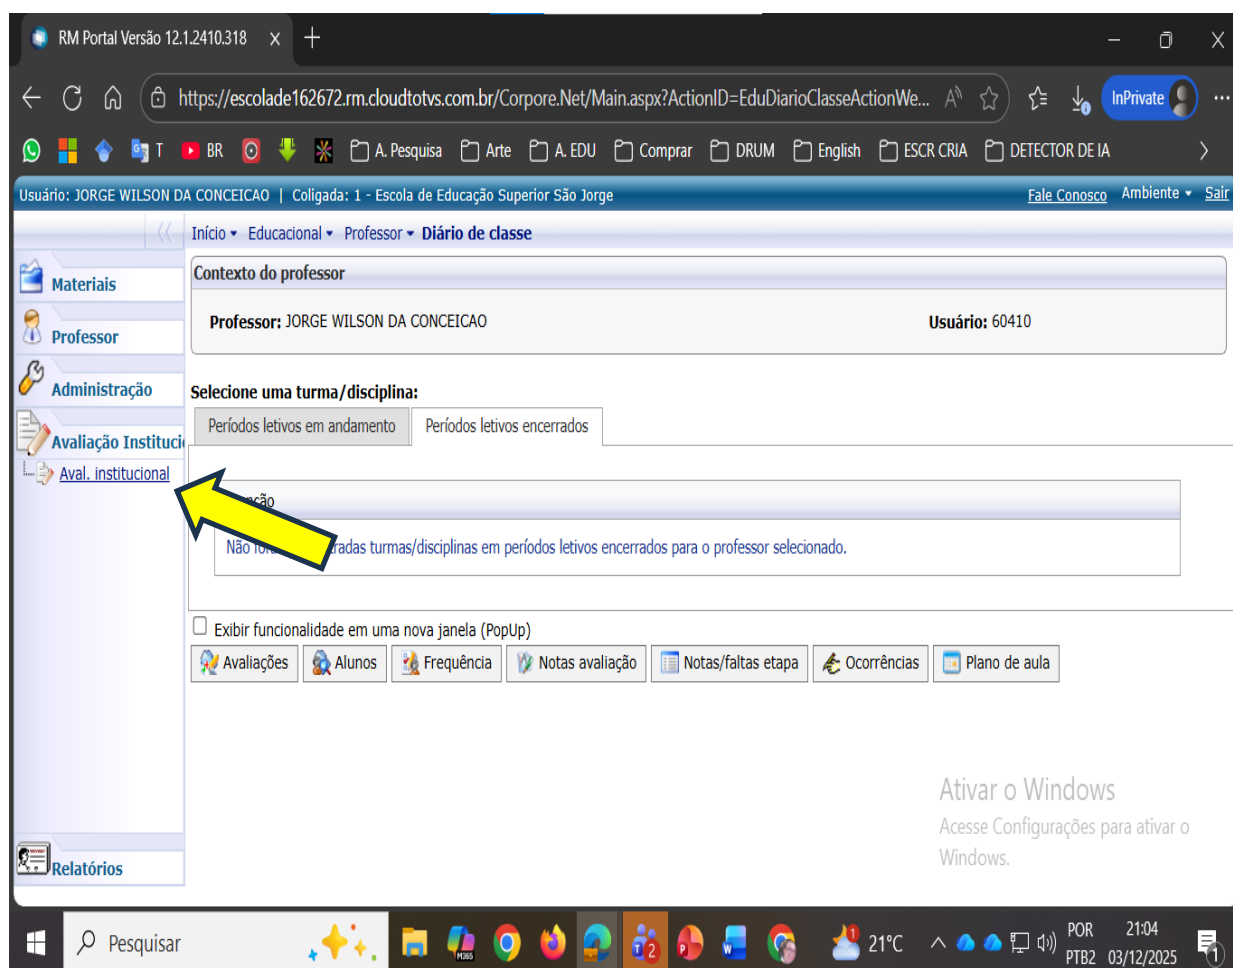 RM Portal Versão 12.1.2410.318
https://escolade162672.rm.cloudtotvs.com.br/Corpore.Net/Main.aspx?ActionID=EduDiarioClasseActionWe... InPrivate
T BR A. Pesquisa Arte A. EDU Comprar DRUM English ESCR CRIA DETECTOR DE IA
Usuário: JORGE WILSON DA CONCEICAO | Coligada: 1 - Escola de Educação Superior São Jorge Fale Conosco Ambiente Sair
Início Educacional Professor Diário de classe
Materiais
Professor
Administração
Avaliação Instituci
Aval. institucional
Relatórios
Contexto do professor
Professor: JORGE WILSON DA CONCEICAO Usuário: 60410
Selecione uma turma/disciplina:
Períodos letivos em andamento Períodos letivos encerrados
Não turmas/disciplinas em períodos letivos encerrados para o professor selecionado.
Exibir funcionalidade em uma nova janela (PopUp)
Avaliações Alunos Frequência Notas avaliação Notas/faltas etapa Ocorrências Plano de aula
Ativar o Windows
Acesse Configurações para ativar o
Windows.
Pesquisar M365 2 1 21°C POR 21:04
PTB2 03/12/2025 1